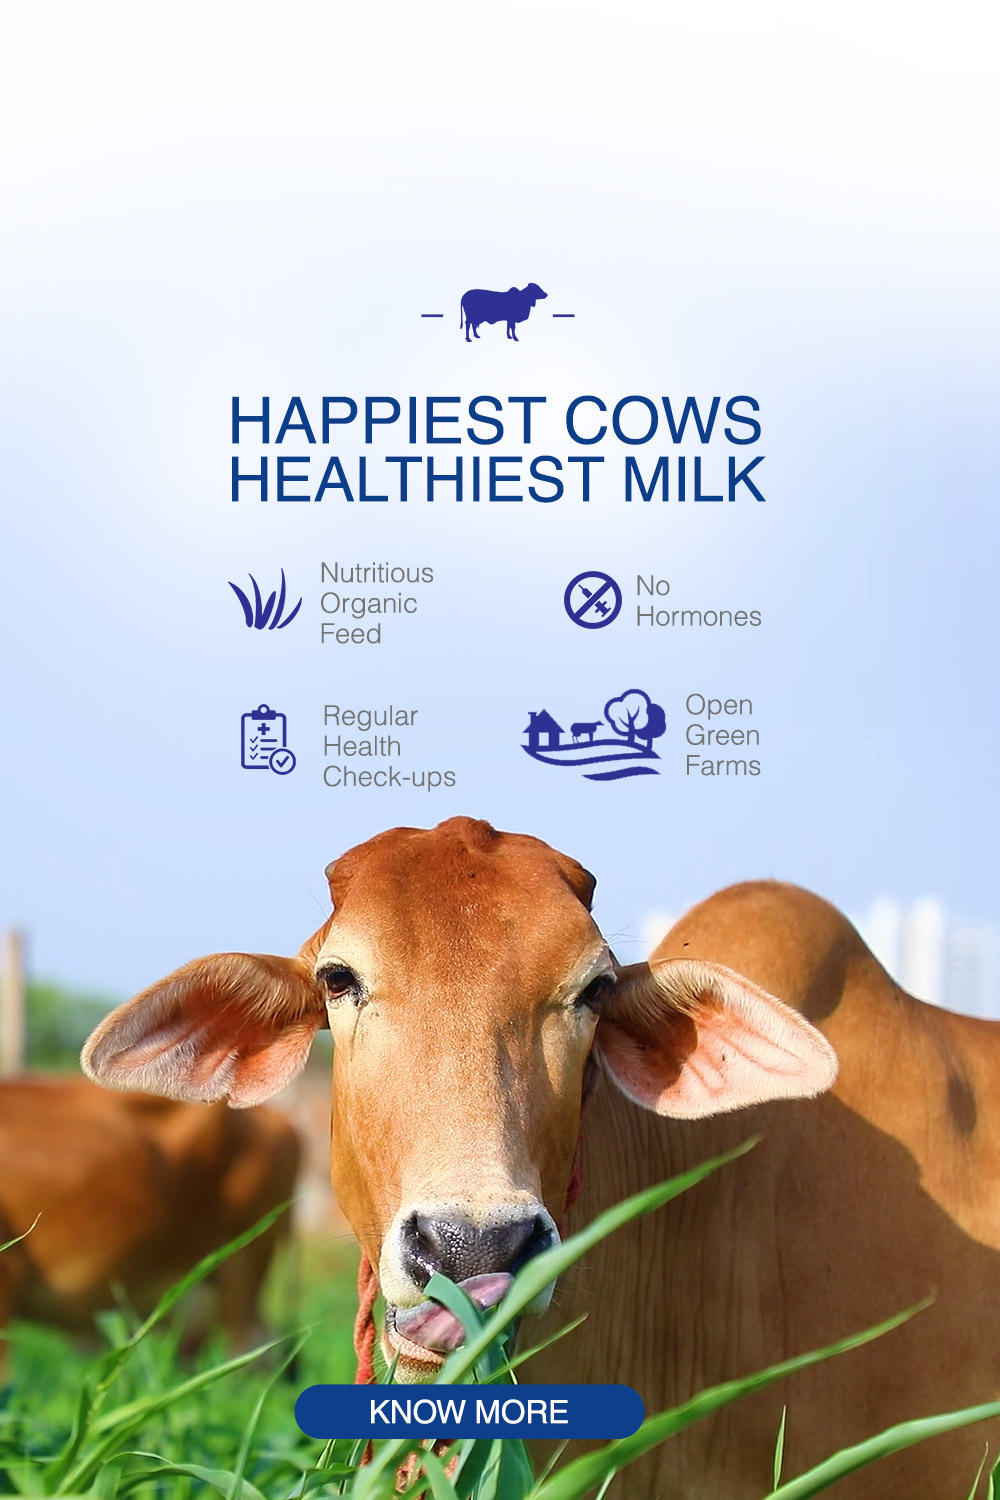 HAPPIEST COWS
HEALTHIEST MILK
Nutritious
Organic
Feed
No
Hormones
Regular
Health
Check-ups
Open
Green
Farms
KNOW MORE